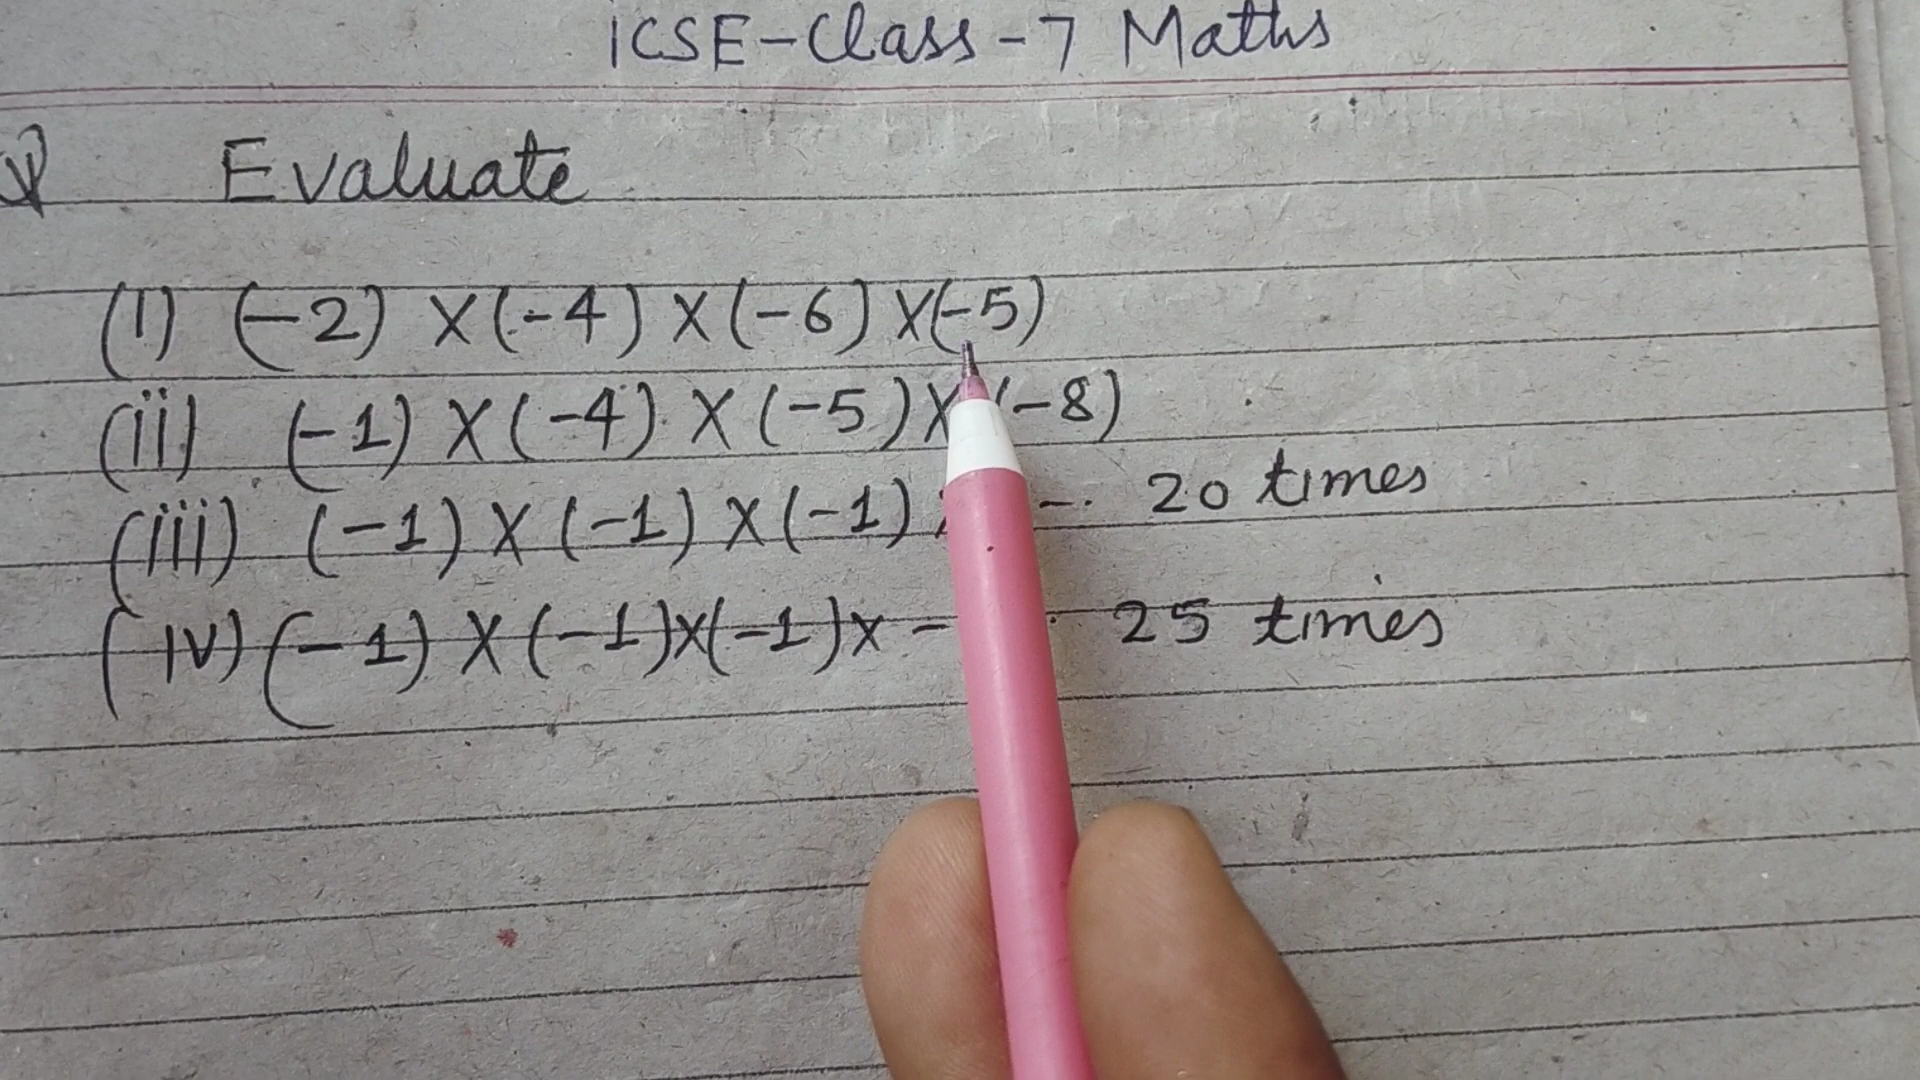 ICSE-Class-7 Maths
Q Evaluate
(i) (-2) X (-4) X (-6) X (-5)
(ii) (-1) X (-4) X (-5) X (-8)
(iii) (-1) X (-1) X (-1) -.. 20 times
(iv) (-1) X (-1) x (-1) x - . 25 times